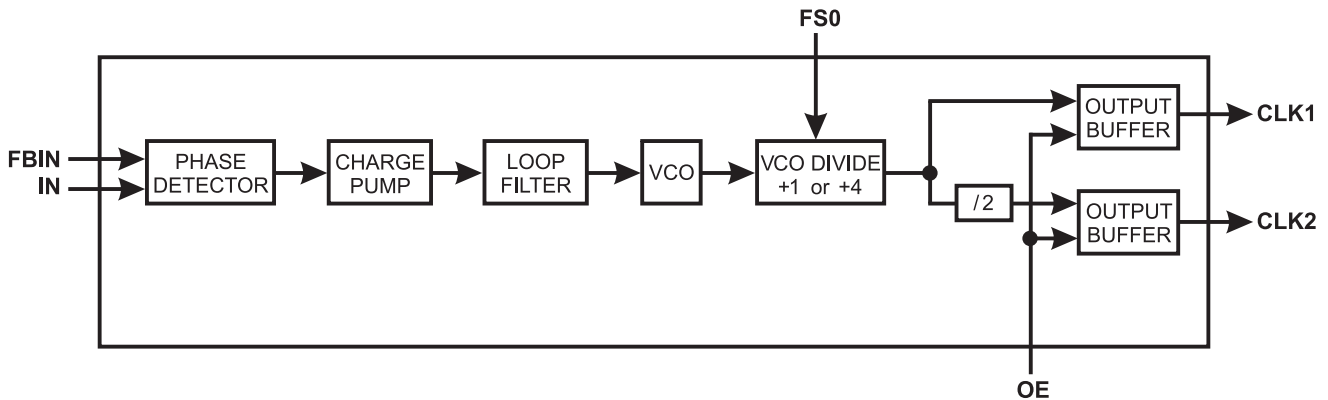 FS0
FBIN
IN
PHASE
DETECTOR
CHARGE
PUMP
LOOP
FILTER
VCO
VCO DIVIDE
+1 or +4
/2
OUTPUT
BUFFER
CLK1
OUTPUT
BUFFER
CLK2
OE